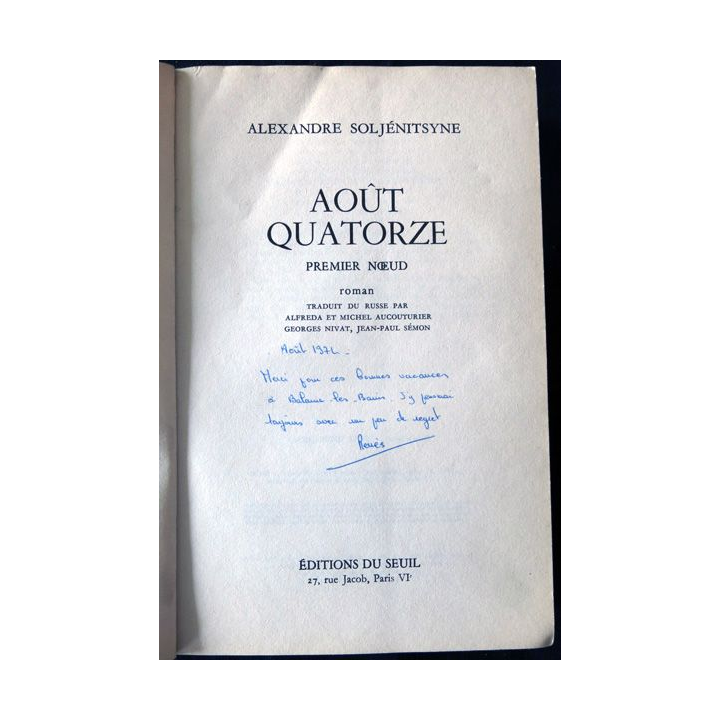 ALEXANDRE SOLJÉNITSYNE
AOÛT
QUATORZE
PREMIER NŒUD
roman
TRADUIT DU RUSSE PAR
ALFREDA ET MICHEL AUCOUTURIER
GEORGES NIVAT, JEAN-PAUL SÉMON
Août 197
Merci pour ces bonnes vacances
à Balaruc-les-Bains. J'y
toujours avec un peu de regret
ÉDITIONS DU SEUIL
27, rue Jacob, Paris VIe